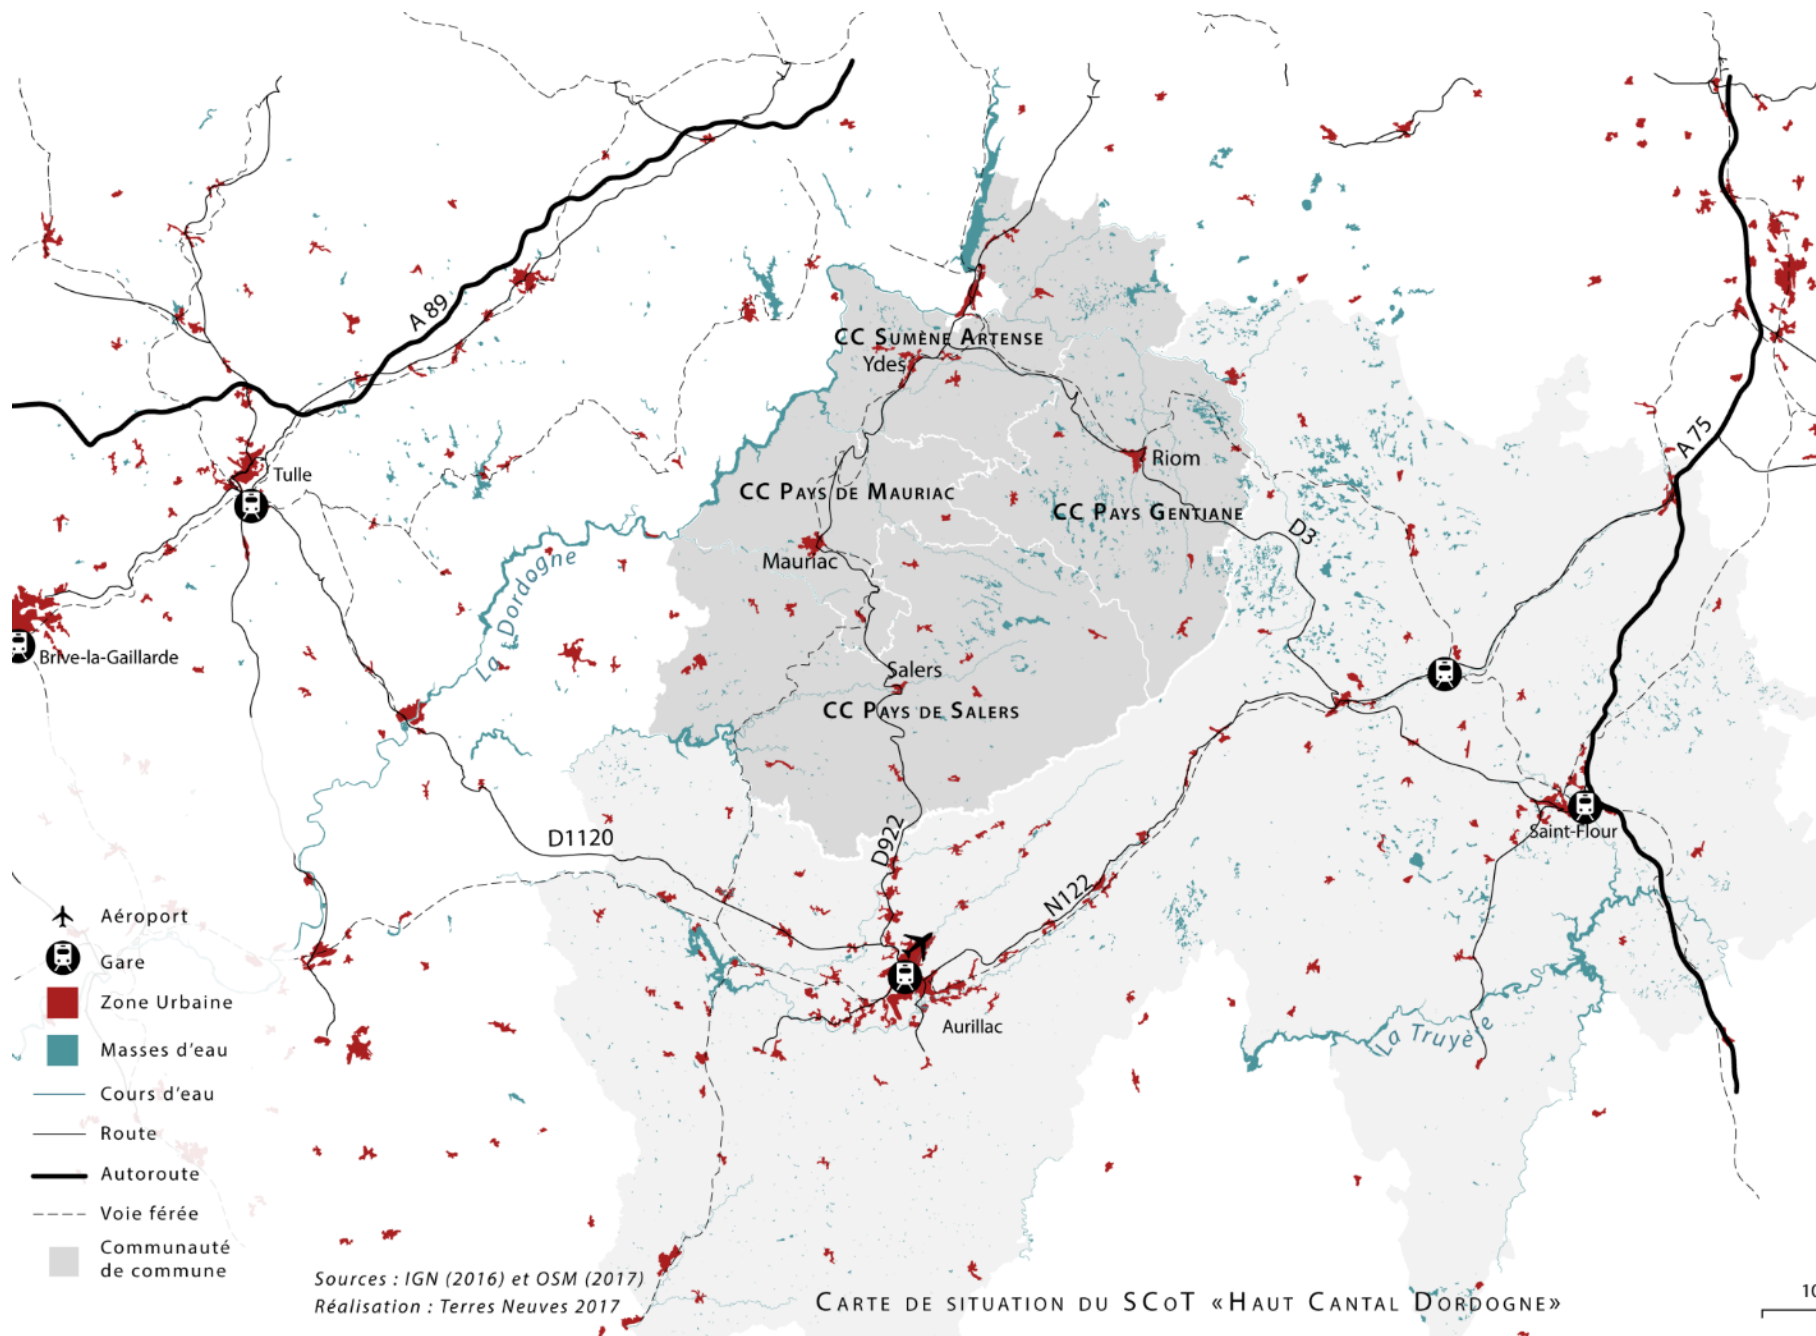 A 89
CC Sumène Artense
Ydes
A 75
Riom
Tulle
CC Pays de Mauriac
CC Pays Gentiane
D3
Mauriac
La Dordogne
Brive-la-Gaillarde
Salers
CC Pays de Salers
D1120
D922
Saint-Flour
N122
Aurillac
La Truyère
Aéroport
Gare
Zone Urbaine
Masses d'eau
Cours d'eau
Route
Autoroute
Voie férée
Communauté
de commune
Sources : IGN (2016) et OSM (2017)
Réalisation : Terres Neuves 2017
Carte de situation du SCoT «Haut Cantal Dordogne»